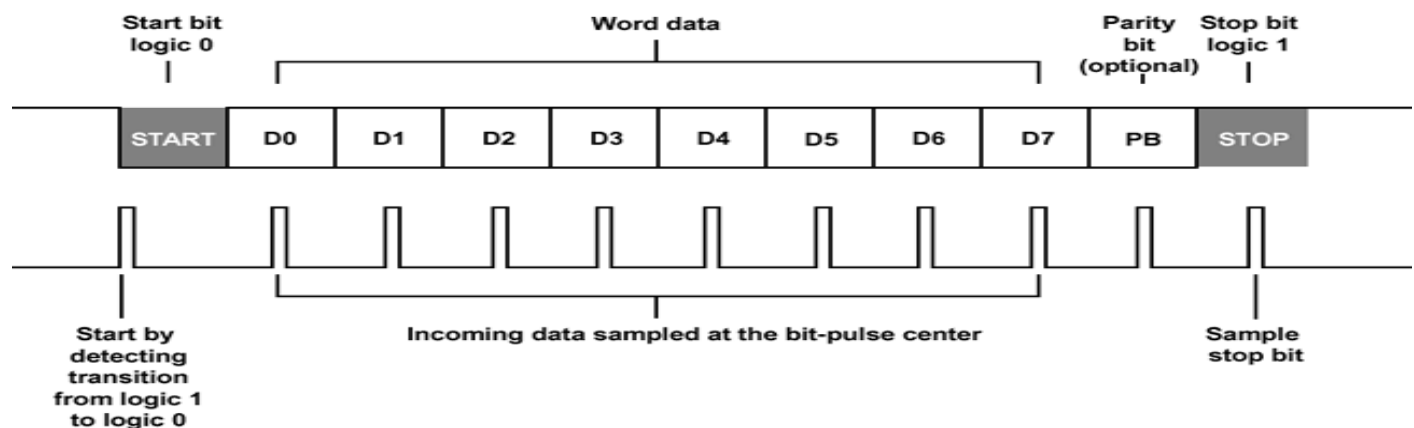 Start bit
logic 0
Word data
Parity
bit
(optional)
Stop bit
logic 1
START
D0
D1
D2
D3
D4
D5
D6
D7
PB
STOP
Start by
detecting
transition
from logic 1
to logic 0
Incoming data sampled at the bit-pulse center
Sample
stop bit